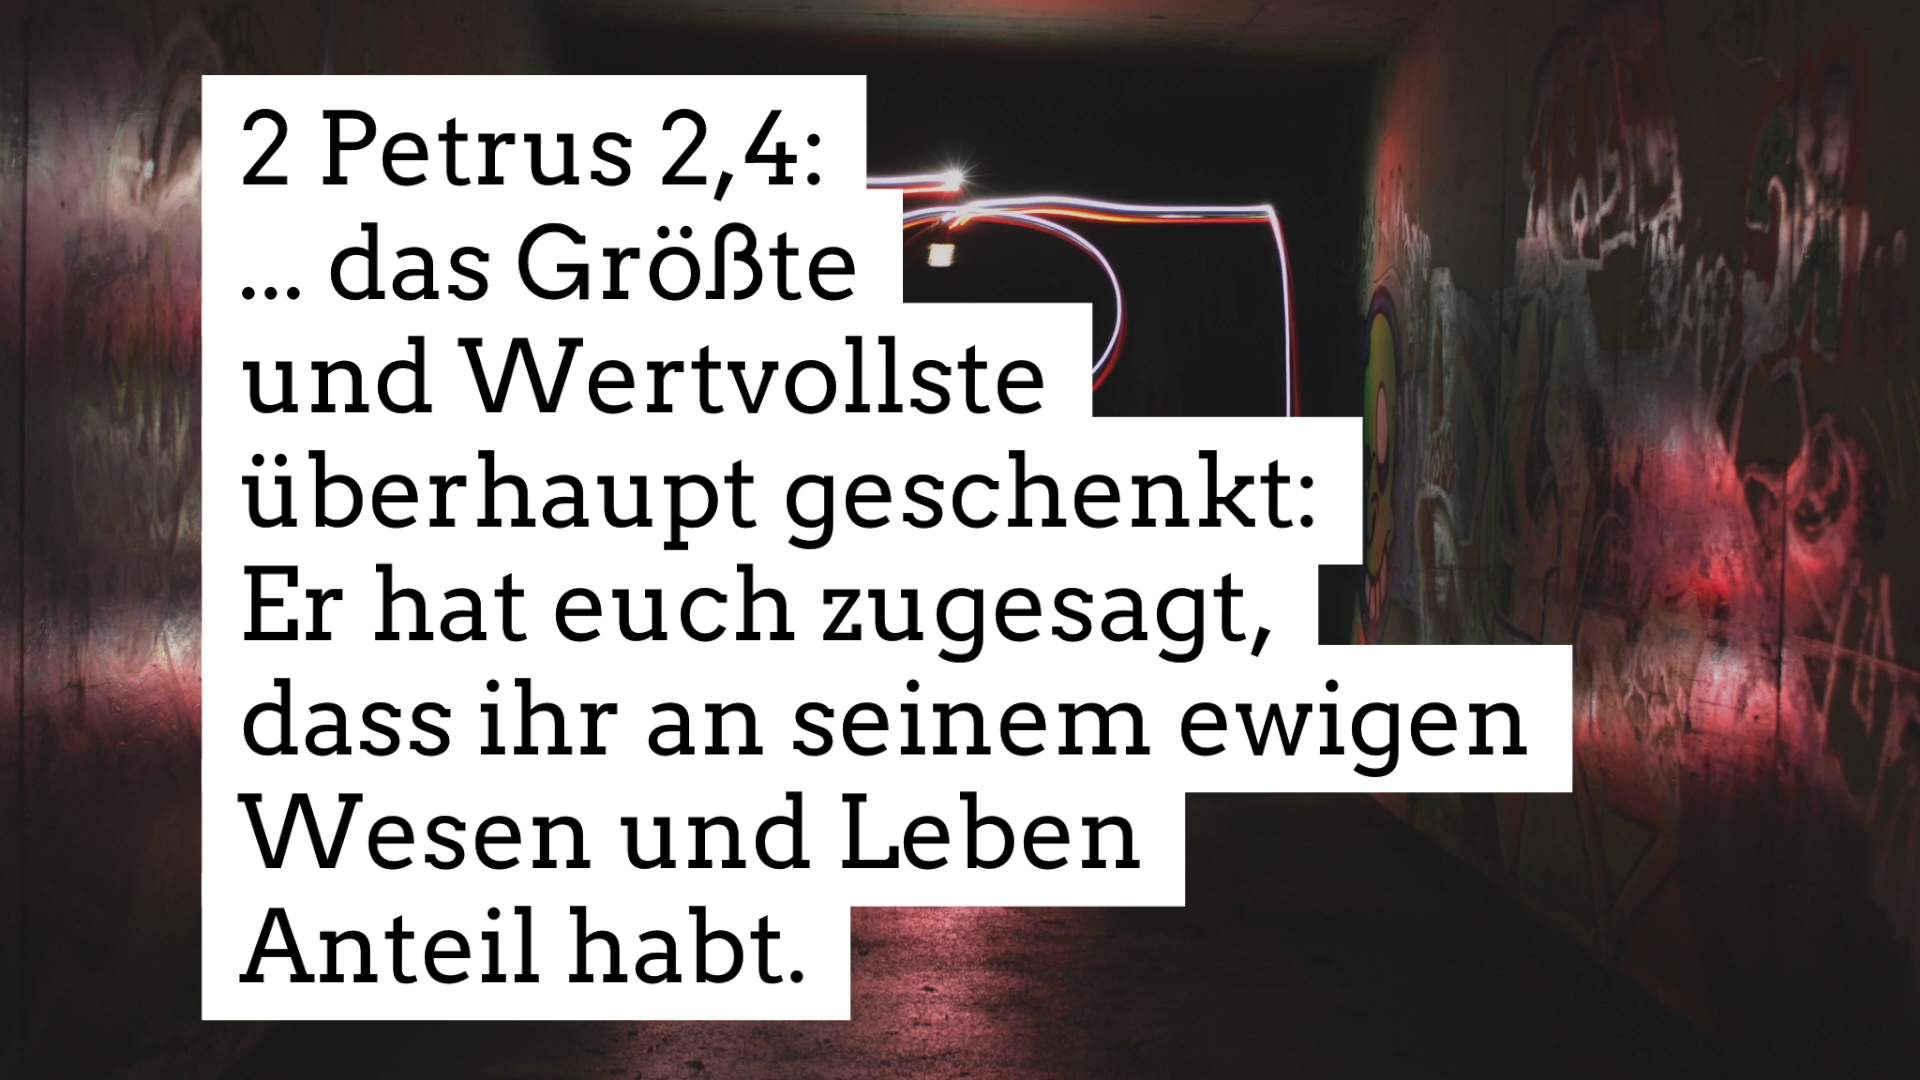 2 Petrus 2,4:
... das Größte
und Wertvollste
überhaupt geschenkt:
Er hat euch zugesagt,
dass ihr an seinem ewigen
Wesen und Leben
Anteil habt.